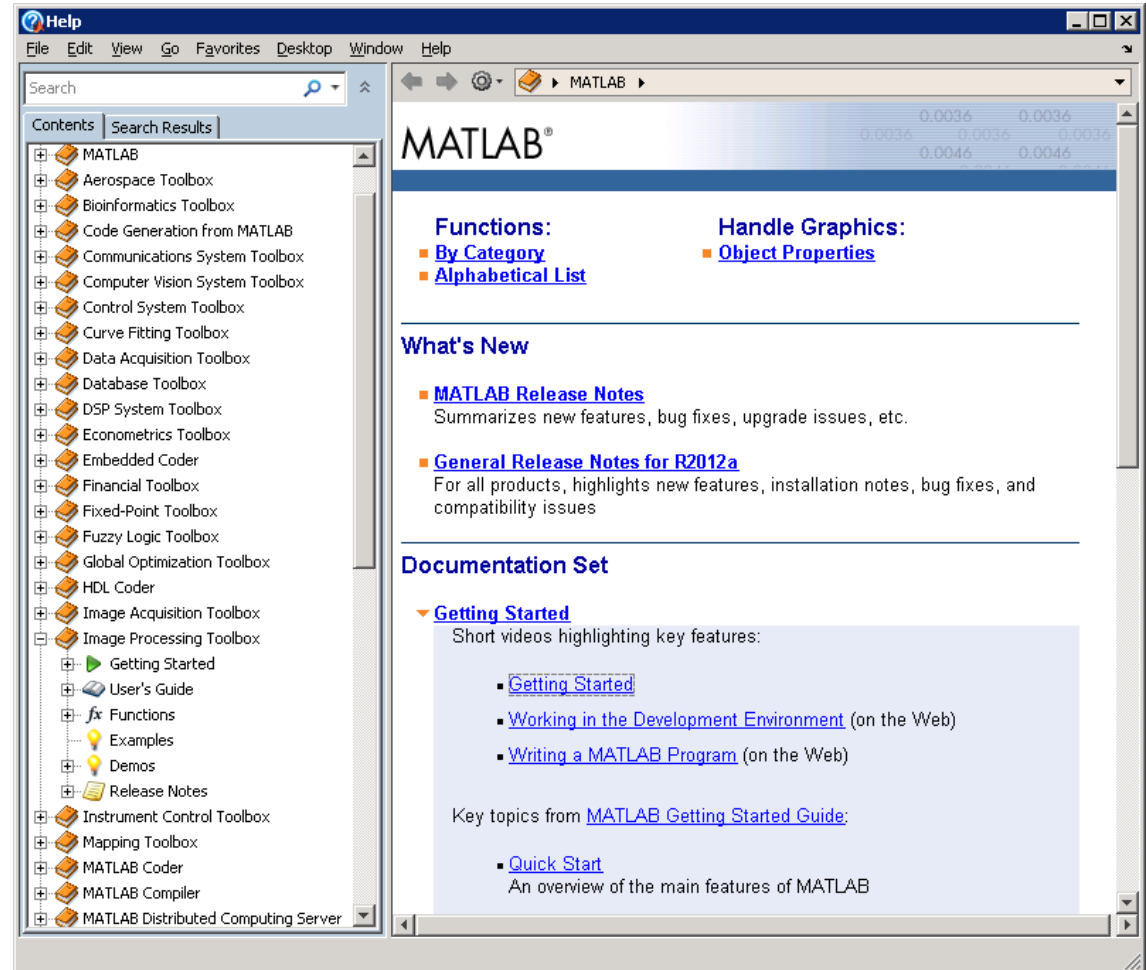 Help
File Edit View Go Favorites Desktop Window Help
Search
MATLAB
Contents Search Results
MATLAB
Aerospace Toolbox
Bioinformatics Toolbox
Code Generation from MATLAB
Communications System Toolbox
Computer Vision System Toolbox
Control System Toolbox
Curve Fitting Toolbox
Data Acquisition Toolbox
Database Toolbox
DSP System Toolbox
Econometrics Toolbox
Embedded Coder
Financial Toolbox
Fixed-Point Toolbox
Fuzzy Logic Toolbox
Global Optimization Toolbox
HDL Coder
Image Acquisition Toolbox
Image Processing Toolbox
Getting Started
User's Guide
fx Functions
Examples
Demos
Release Notes
Instrument Control Toolbox
Mapping Toolbox
MATLAB Coder
MATLAB Compiler
MATLAB Distributed Computing Server
MATLAB®
0.0036 0.0036
0.0036 0.0036 0.0036
0.0046 0.0046
Functions:
By Category
Alphabetical List
Handle Graphics:
Object Properties
What's New
MATLAB Release Notes
Summarizes new features, bug fixes, upgrade issues, etc.
General Release Notes for R2012a
For all products, highlights new features, installation notes, bug fixes, and
compatibility issues
Documentation Set
Getting Started
Short videos highlighting key features:
Getting Started
Working in the Development Environment (on the Web)
Writing a MATLAB Program (on the Web)
Key topics from MATLAB Getting Started Guide:
Quick Start
An overview of the main features of MATLAB